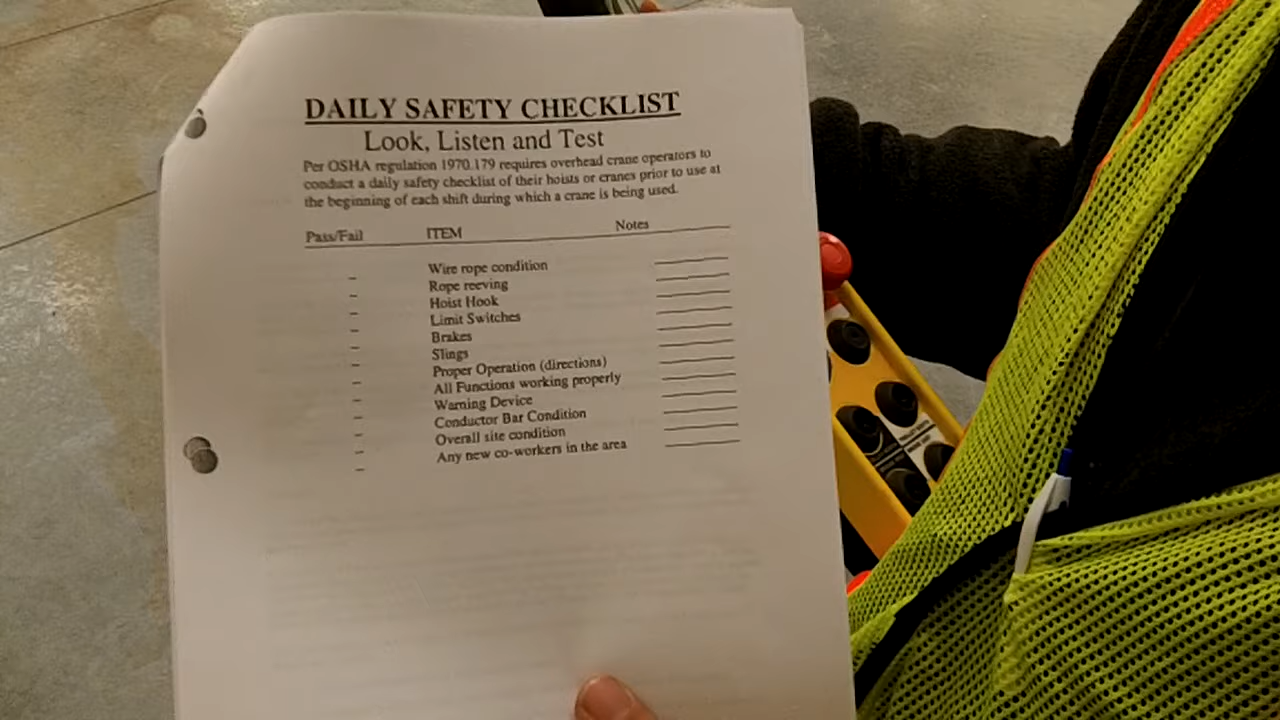 DAILY SAFETY CHECKLIST
Look, Listen and Test
Per OSHA regulation 1970.179 requires overhead crane operators to
conduct a daily safety checklist of their hoists or cranes prior to use at
the beginning of each shift during which a crane is being used.
Pass/Fail ITEM Notes
Wire rope condition
Rope reeving
Hoist Hook
Limit Switches
Brakes
Slings
Proper Operation (directions)
All Functions working properly
Warning Device
Conductor Bar Condition
Overall site condition
Any new co-workers in the area